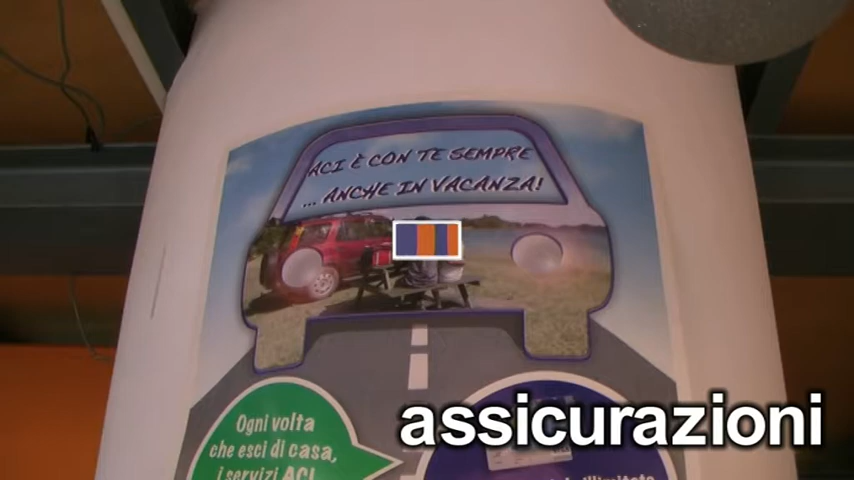 ACI È CON TE SEMPRE
... ANCHE IN VACANZA!
Ogni volta
che esci di casa,
i servizi ACI
assicurazioni